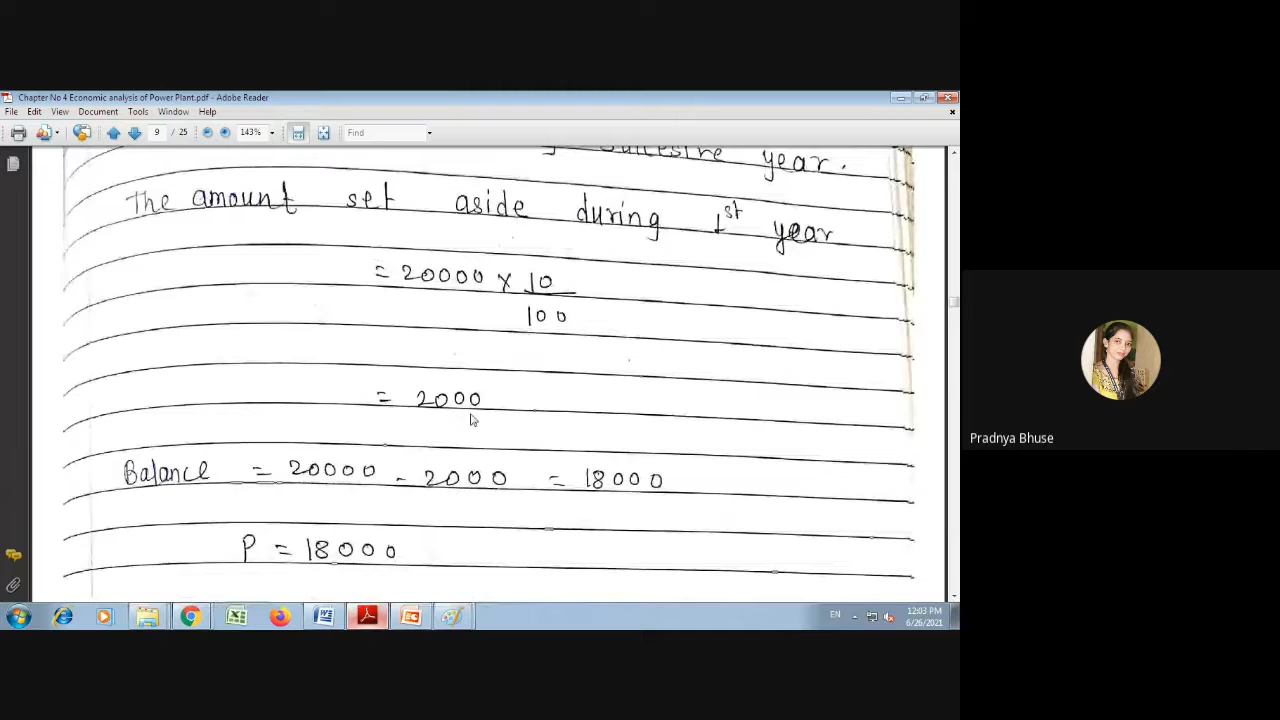 Chapter No 4 Economic analysis of Power Plant.pdf - Adobe Reader
File Edit View Document Tools Window Help
9 / 25 143% Find
year.
The amount set aside during 1st year
= 20000 x 10
100
= 2000
Balance = 20000 - 2000 = 18000
P = 18000
Pradnya Bhuse
EN
12:03 PM
6/26/2021